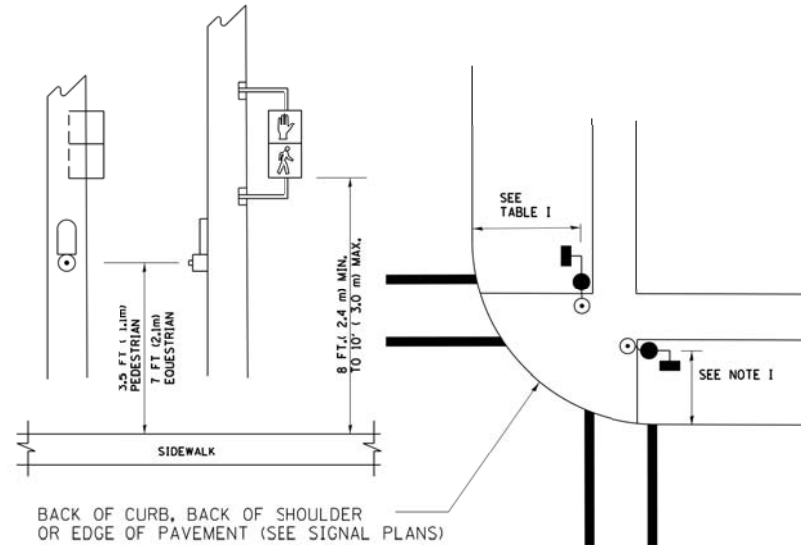 3.5 FT ( 1.1m)
PEDESTRIAN
7 FT (2.1m)
EQUESTRIAN
8 FT.( 2.4 m) MIN.
TO 10' ( 3.0 m) MAX.
SIDEWALK
SEE
TABLE I
SEE NOTE I
BACK OF CURB, BACK OF SHOULDER
OR EDGE OF PAVEMENT (SEE SIGNAL PLANS)